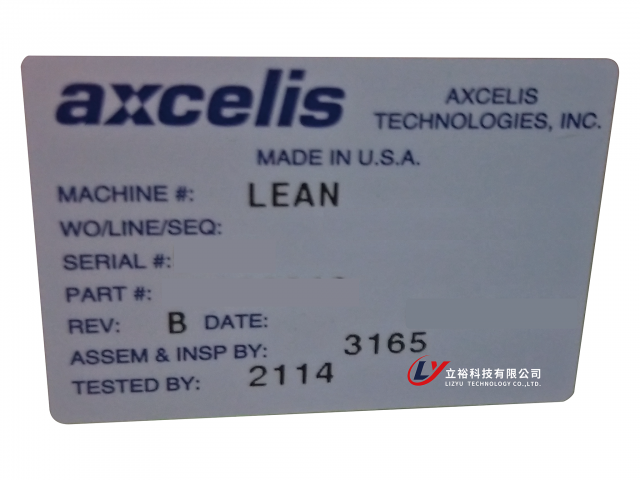 axcelis
AXCELIS
TECHNOLOGIES, INC.
MADE IN U.S.A.
MACHINE #: LEAN
WO/LINE/SEQ:
SERIAL #:
PART #:
REV: B DATE:
ASSEM & INSP BY: 3165
TESTED BY: 2114
LY 立裕科技有限公司
LIZYU TECHNOLOGY CO.,LTD.